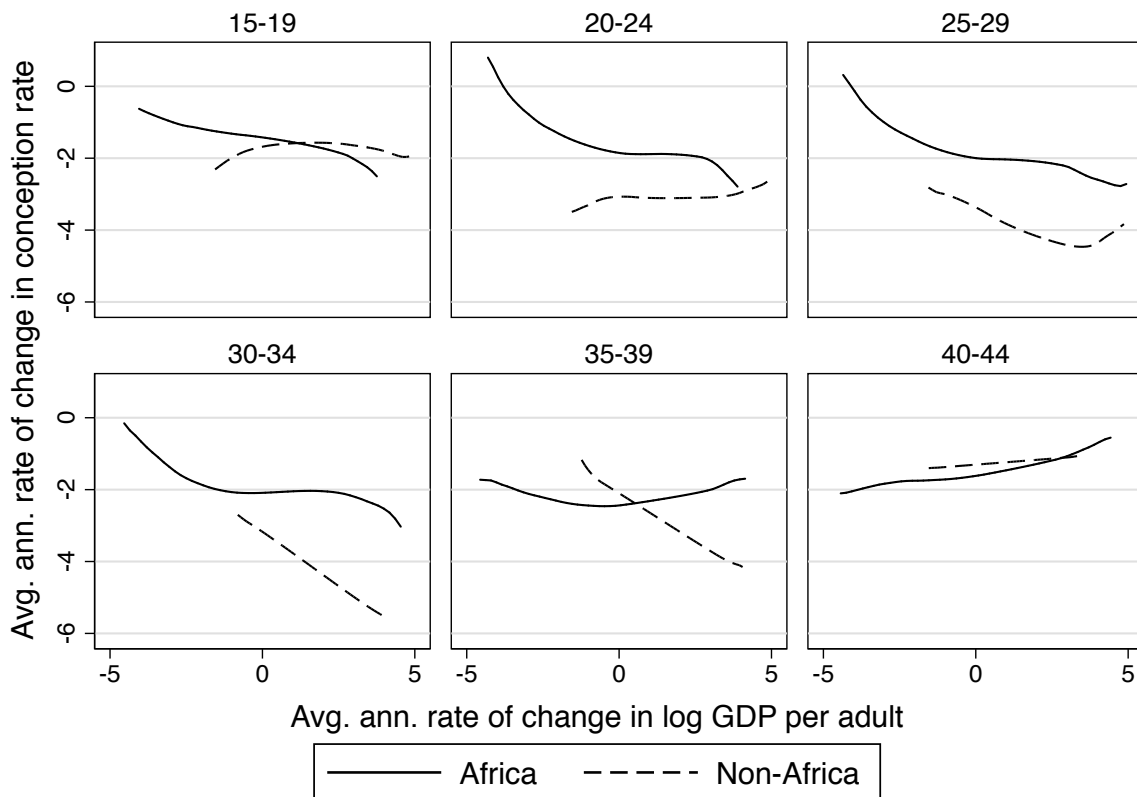 15-19 20-24 25-29
0
-2
-4
-6
30-34 35-39 40-44
0
-2
-4
-6
-5 0 5 -5 0 5 -5 0 5
Avg. ann. rate of change in conception rate
Avg. ann. rate of change in log GDP per adult
Africa Non-Africa